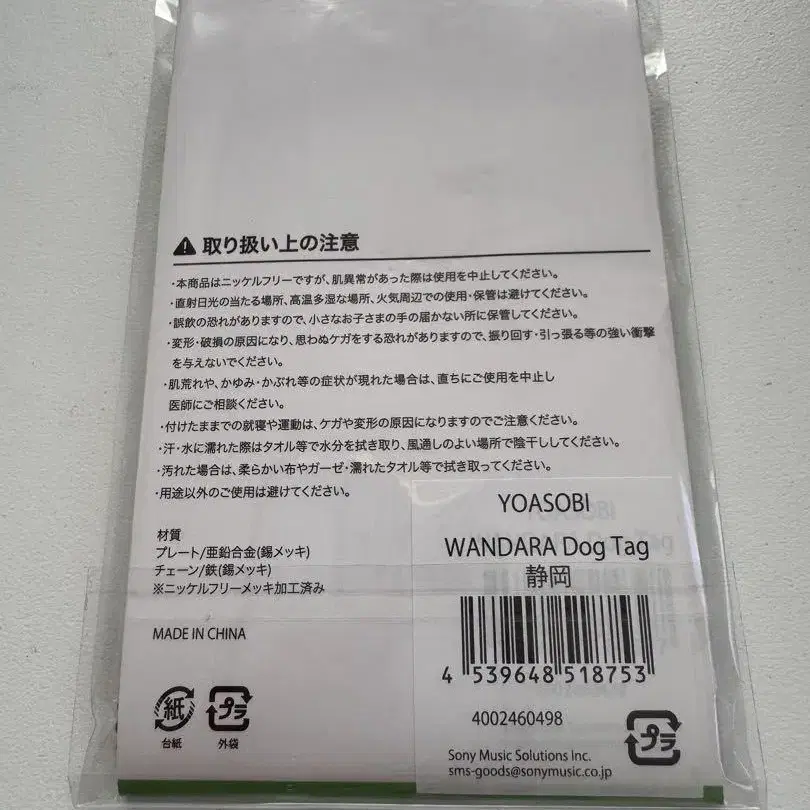 取り扱い上の注意
・本商品はニッケルフリーですが、肌異常があった際は使用を中止してください。
・直射日光の当たる場所、高温多湿な場所、火気周辺での使用・保管は避けてください。
・誤飲の恐れがありますので、小さなお子さまの手の届かない所に保管してください。
・変形・破損の原因になり、思わぬケガをする恐れがありますので、振り回す・引っ張る等の強い衝撃
を与えないでください。
・肌荒れや、かゆみ・かぶれ等の症状が現れた場合は、直ちにご使用を中止し
医師にご相談ください。
・付けたままでの就寝や運動は、ケガや変形の原因になりますのでご注意ください。
・汗・水に濡れた際はタオル等で水分を拭き取り、風通しのよい場所で陰干ししてください。
・汚れた場合は、柔らかい布やガーゼ・濡れたタオル等で拭き取ってください。
・用途以外のご使用は避けてください。
材質
プレート/亜鉛合金(錫メッキ)
チェーン/鉄(錫メッキ)
※ニッケルフリーメッキ加工済み
MADE IN CHINA
紙
台紙
プラ
外袋
YOASOBI
WANDARA Dog Tag
静岡
4 539648 518753
4002460498
プラ
Sony Music Solutions Inc.
sms-goods@sonymusic.co.jp